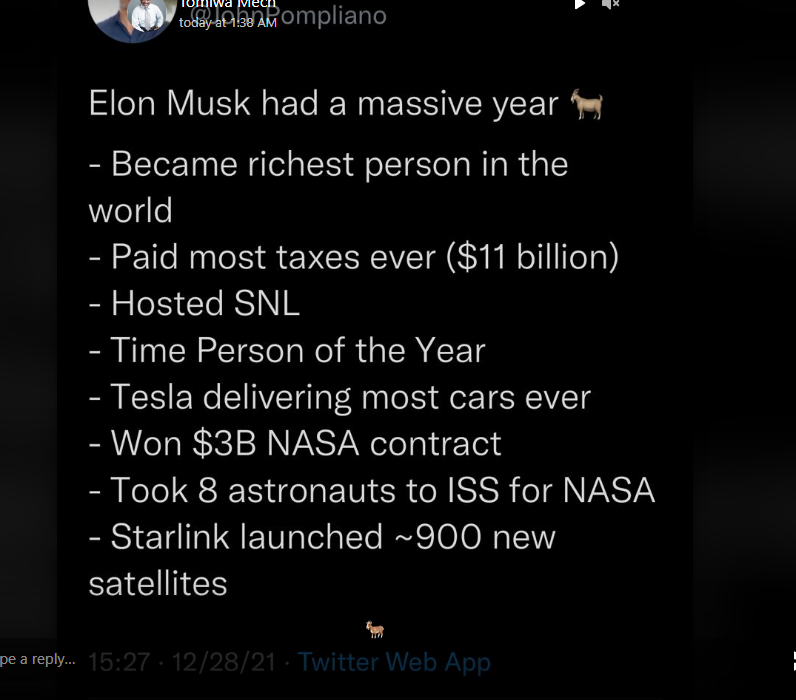 Tomiwa Mech
today at 1:38 AM
@JohnPompliano
Elon Musk had a massive year 🐐
- Became richest person in the
world
- Paid most taxes ever ($11 billion)
- Hosted SNL
- Time Person of the Year
- Tesla delivering most cars ever
- Won $3B NASA contract
- Took 8 astronauts to ISS for NASA
- Starlink launched ~900 new
satellites
🐐
pe a reply...
15:27 · 12/28/21 · Twitter Web App